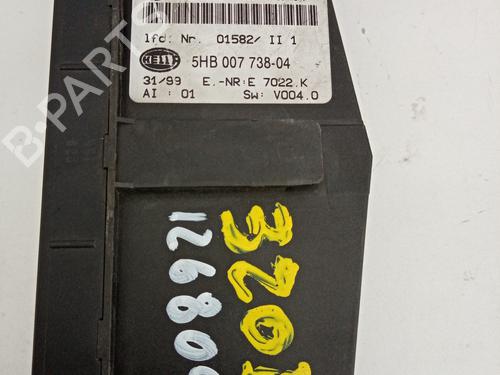 lfd. Nr. 01582/ II 1
HELLA 5HB 007 738-04
31/99 E.-NR:E 7022.K
AI : 01 SW: V004.0
B-PARTS